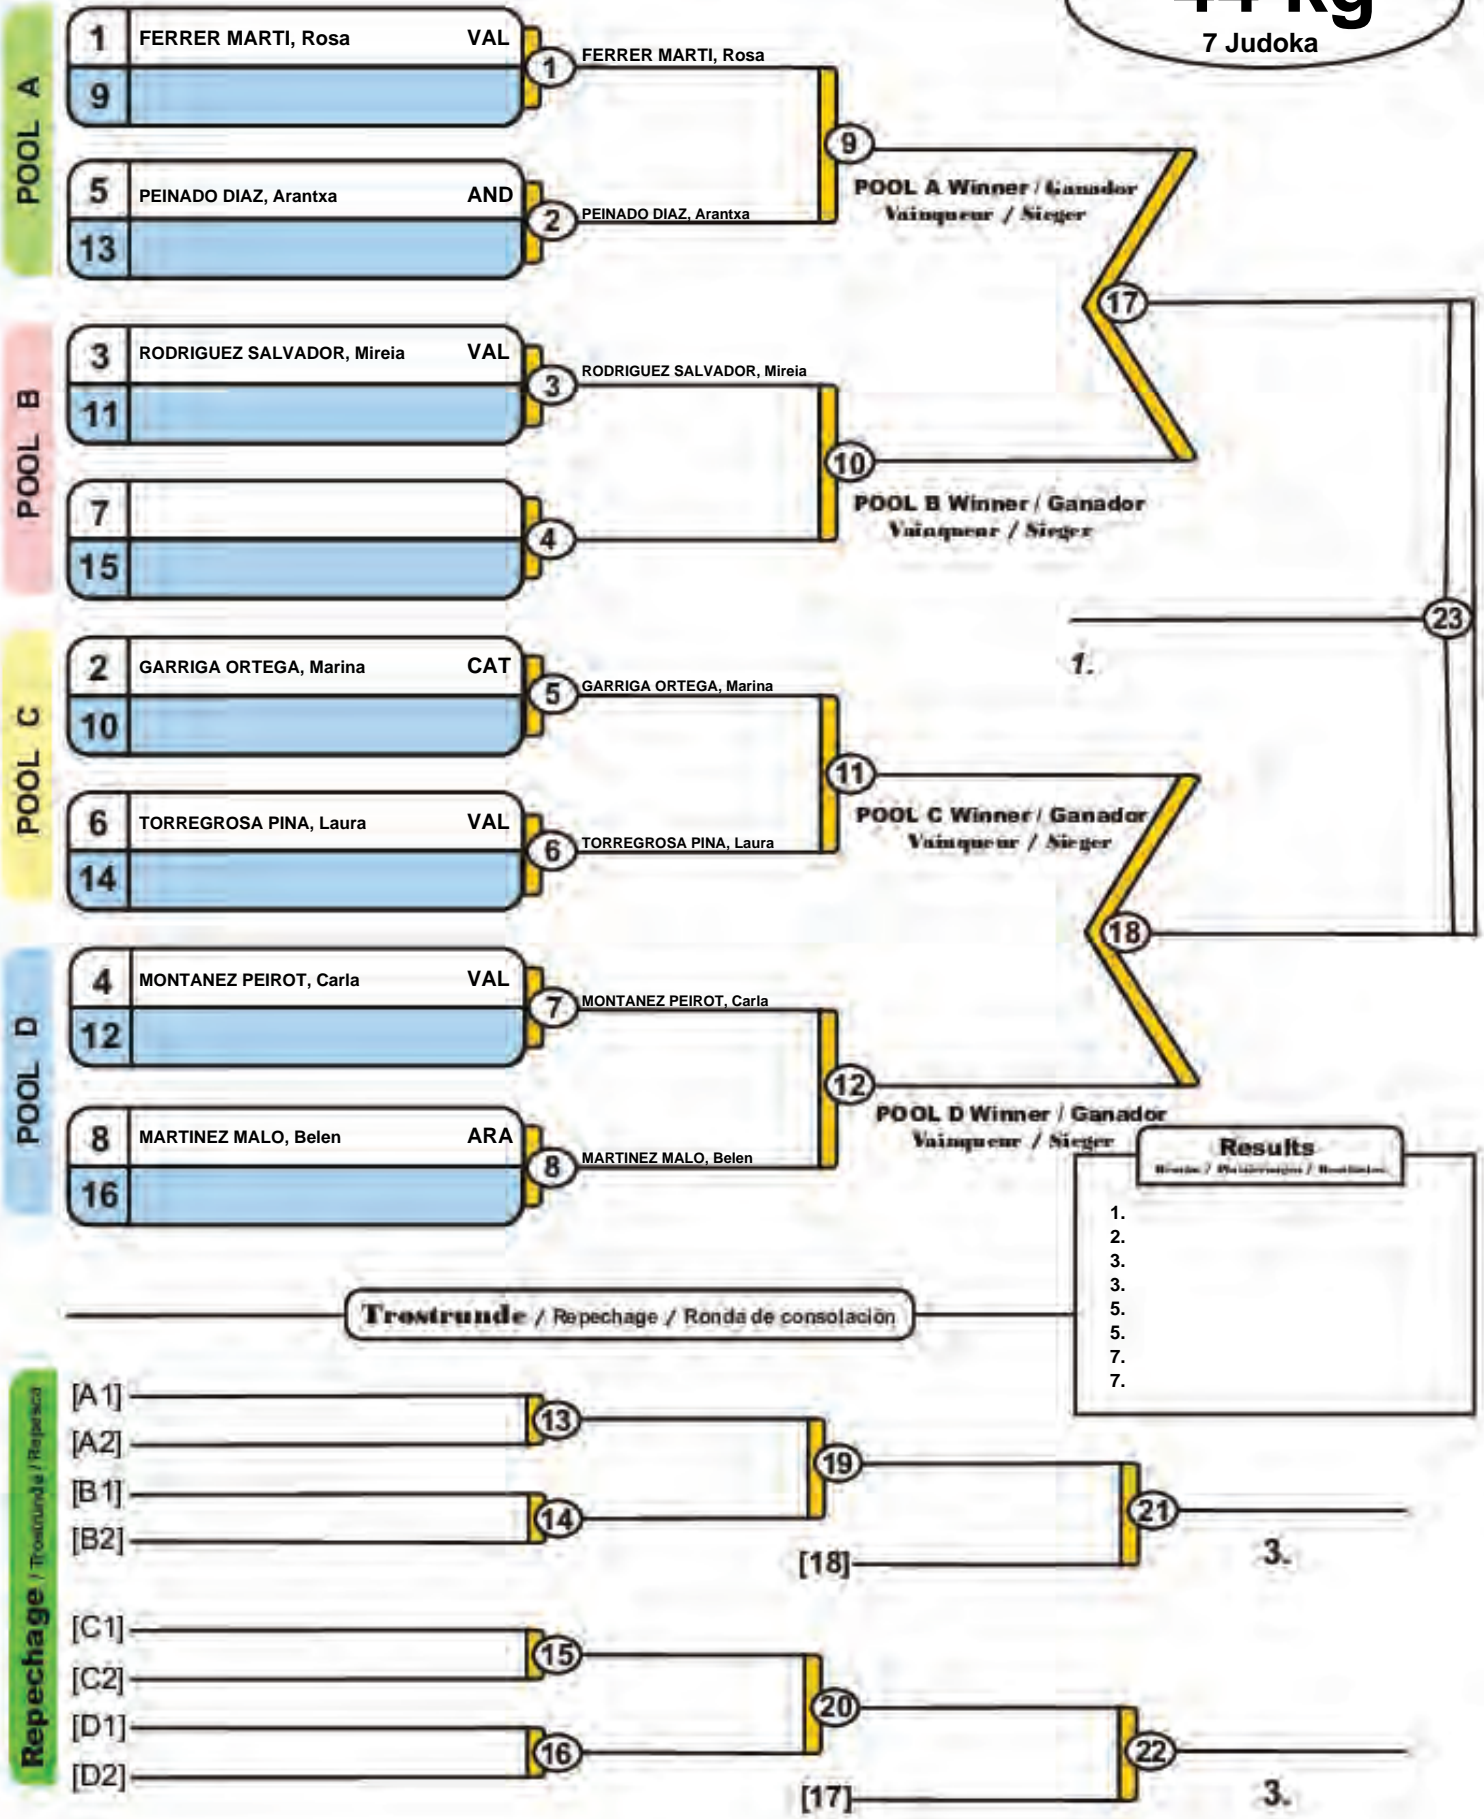 44 kg
7 Judoka
POOL A
1 FERRER MARTI, Rosa VAL
9
1 FERRER MARTI, Rosa
5 PEINADO DIAZ, Arantxa AND
13
2 PEINADO DIAZ, Arantxa
9
POOL A Winner / Ganador
Vainqueur / Sieger
POOL B
3 RODRIGUEZ SALVADOR, Mireia VAL
11
3 RODRIGUEZ SALVADOR, Mireia
7
15
4
10
POOL B Winner / Ganador
Vainqueur / Sieger
17
23
1.
POOL C
2 GARRIGA ORTEGA, Marina CAT
10
5 GARRIGA ORTEGA, Marina
6 TORREGROSA PINA, Laura VAL
14
6 TORREGROSA PINA, Laura
11
POOL C Winner / Ganador
Vainqueur / Sieger
18
POOL D
4 MONTANEZ PEIROT, Carla VAL
12
7 MONTANEZ PEIROT, Carla
8 MARTINEZ MALO, Belen ARA
16
8 MARTINEZ MALO, Belen
12
POOL D Winner / Ganador
Vainqueur / Sieger
Results
1.
2.
3.
3.
5.
5.
7.
7.
Trostrunde / Repechage / Ronda de consolación
Repechage / Trostrunde / Repesca
[A1]
[A2]
13
[B1]
[B2]
14
19
[18]
21
3.
[C1]
[C2]
15
[D1]
[D2]
16
20
[17]
22
3.